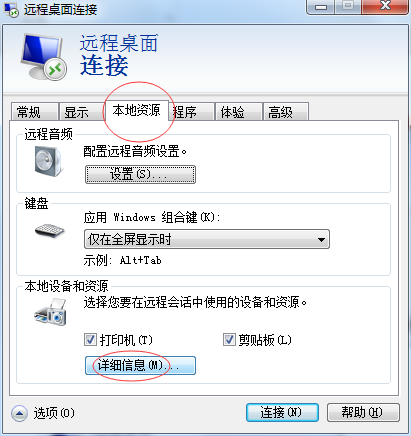 远程桌面连接
远程桌面
连接
常规 显示 本地资源 程序 体验 高级
远程音频
配置远程音频设置。
设置(S)...
键盘
应用 Windows 组合键(K):
仅在全屏显示时
示例: Alt+Tab
本地设备和资源
选择您要在远程会话中使用的设备和资源。
打印机(T) 剪贴板(L)
详细信息(M)...
选项(O) 连接(N) 帮助(H)